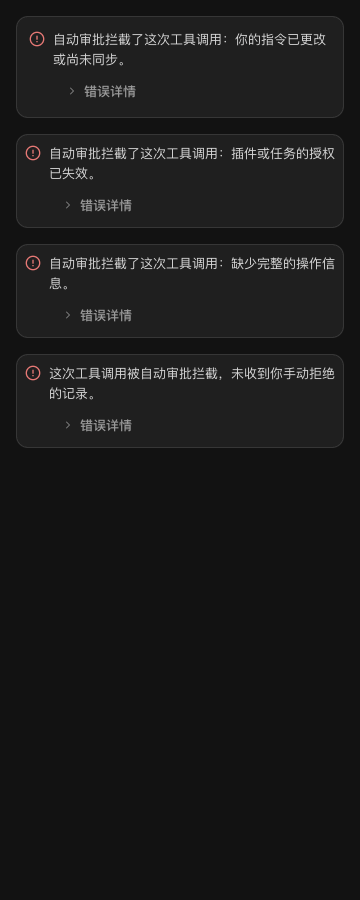 自动审批拦截了这次工具调用：你的指令已更改
或尚未同步。
错误详情
自动审批拦截了这次工具调用：插件或任务的授权
已失效。
错误详情
自动审批拦截了这次工具调用：缺少完整的操作信
息。
错误详情
这次工具调用被自动审批拦截，未收到你手动拒绝
的记录。
错误详情